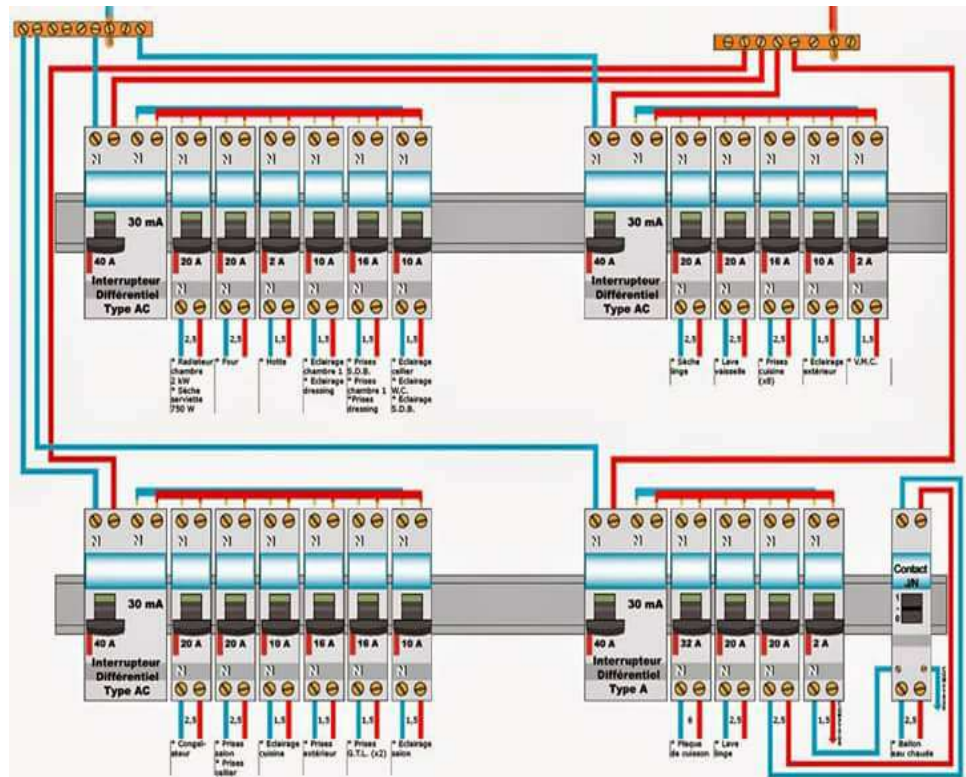 N N N N N N N
30 mA
40 A 20 A 20 A 2 A 10 A 16 A 10 A
Interrupteur
Différentiel
Type AC
N N N N N N
2,5 2,5 1,5 1,5 1,5 1,5
* Radiateur
chambre
2 kW
* Sèche
serviette
750 W
* Four
* Hotte
* Eclairage
chambre 1
* Eclairage
dressing
* Prises
S.D.B.
* Prises
chambre 1
*Prises
dressing
* Eclairage
cellier
* Eclairage
W.C.
* Eclairage
S.D.B.
N N N N N N N
30 mA
40 A 20 A 20 A 16 A 10 A 2 A
Interrupteur
Différentiel
Type AC
N N N N N
2,5 2,5 2,5 1,5 1,5
* Sèche
linge
* Lave
vaisselle
* Prises
cuisine
(x8)
* Eclairage
extérieur
* V.M.C.
N N N N N N N N
30 mA
40 A 20 A 20 A 10 A 16 A 16 A 10 A
Interrupteur
Différentiel
Type AC
N N N N N N
2,5 2,5 1,5 1,5 1,5 1,5
* Congel-
ateur
* Prises
salon
* Prises
cellier
* Eclairage
cuisine
* Prises
extérieur
* Prises
G.T.L. (x2)
* Eclairage
salon
N N N N N N
30 mA
40 A 32 A 20 A 20 A 2 A
Interrupteur
Différentiel
Type A
N N N N
6 2,5 1,5
* Plaque
de cuisson
* Lave
linge
Contact
J/N
1
0
2,5
* Ballon
eau chaude